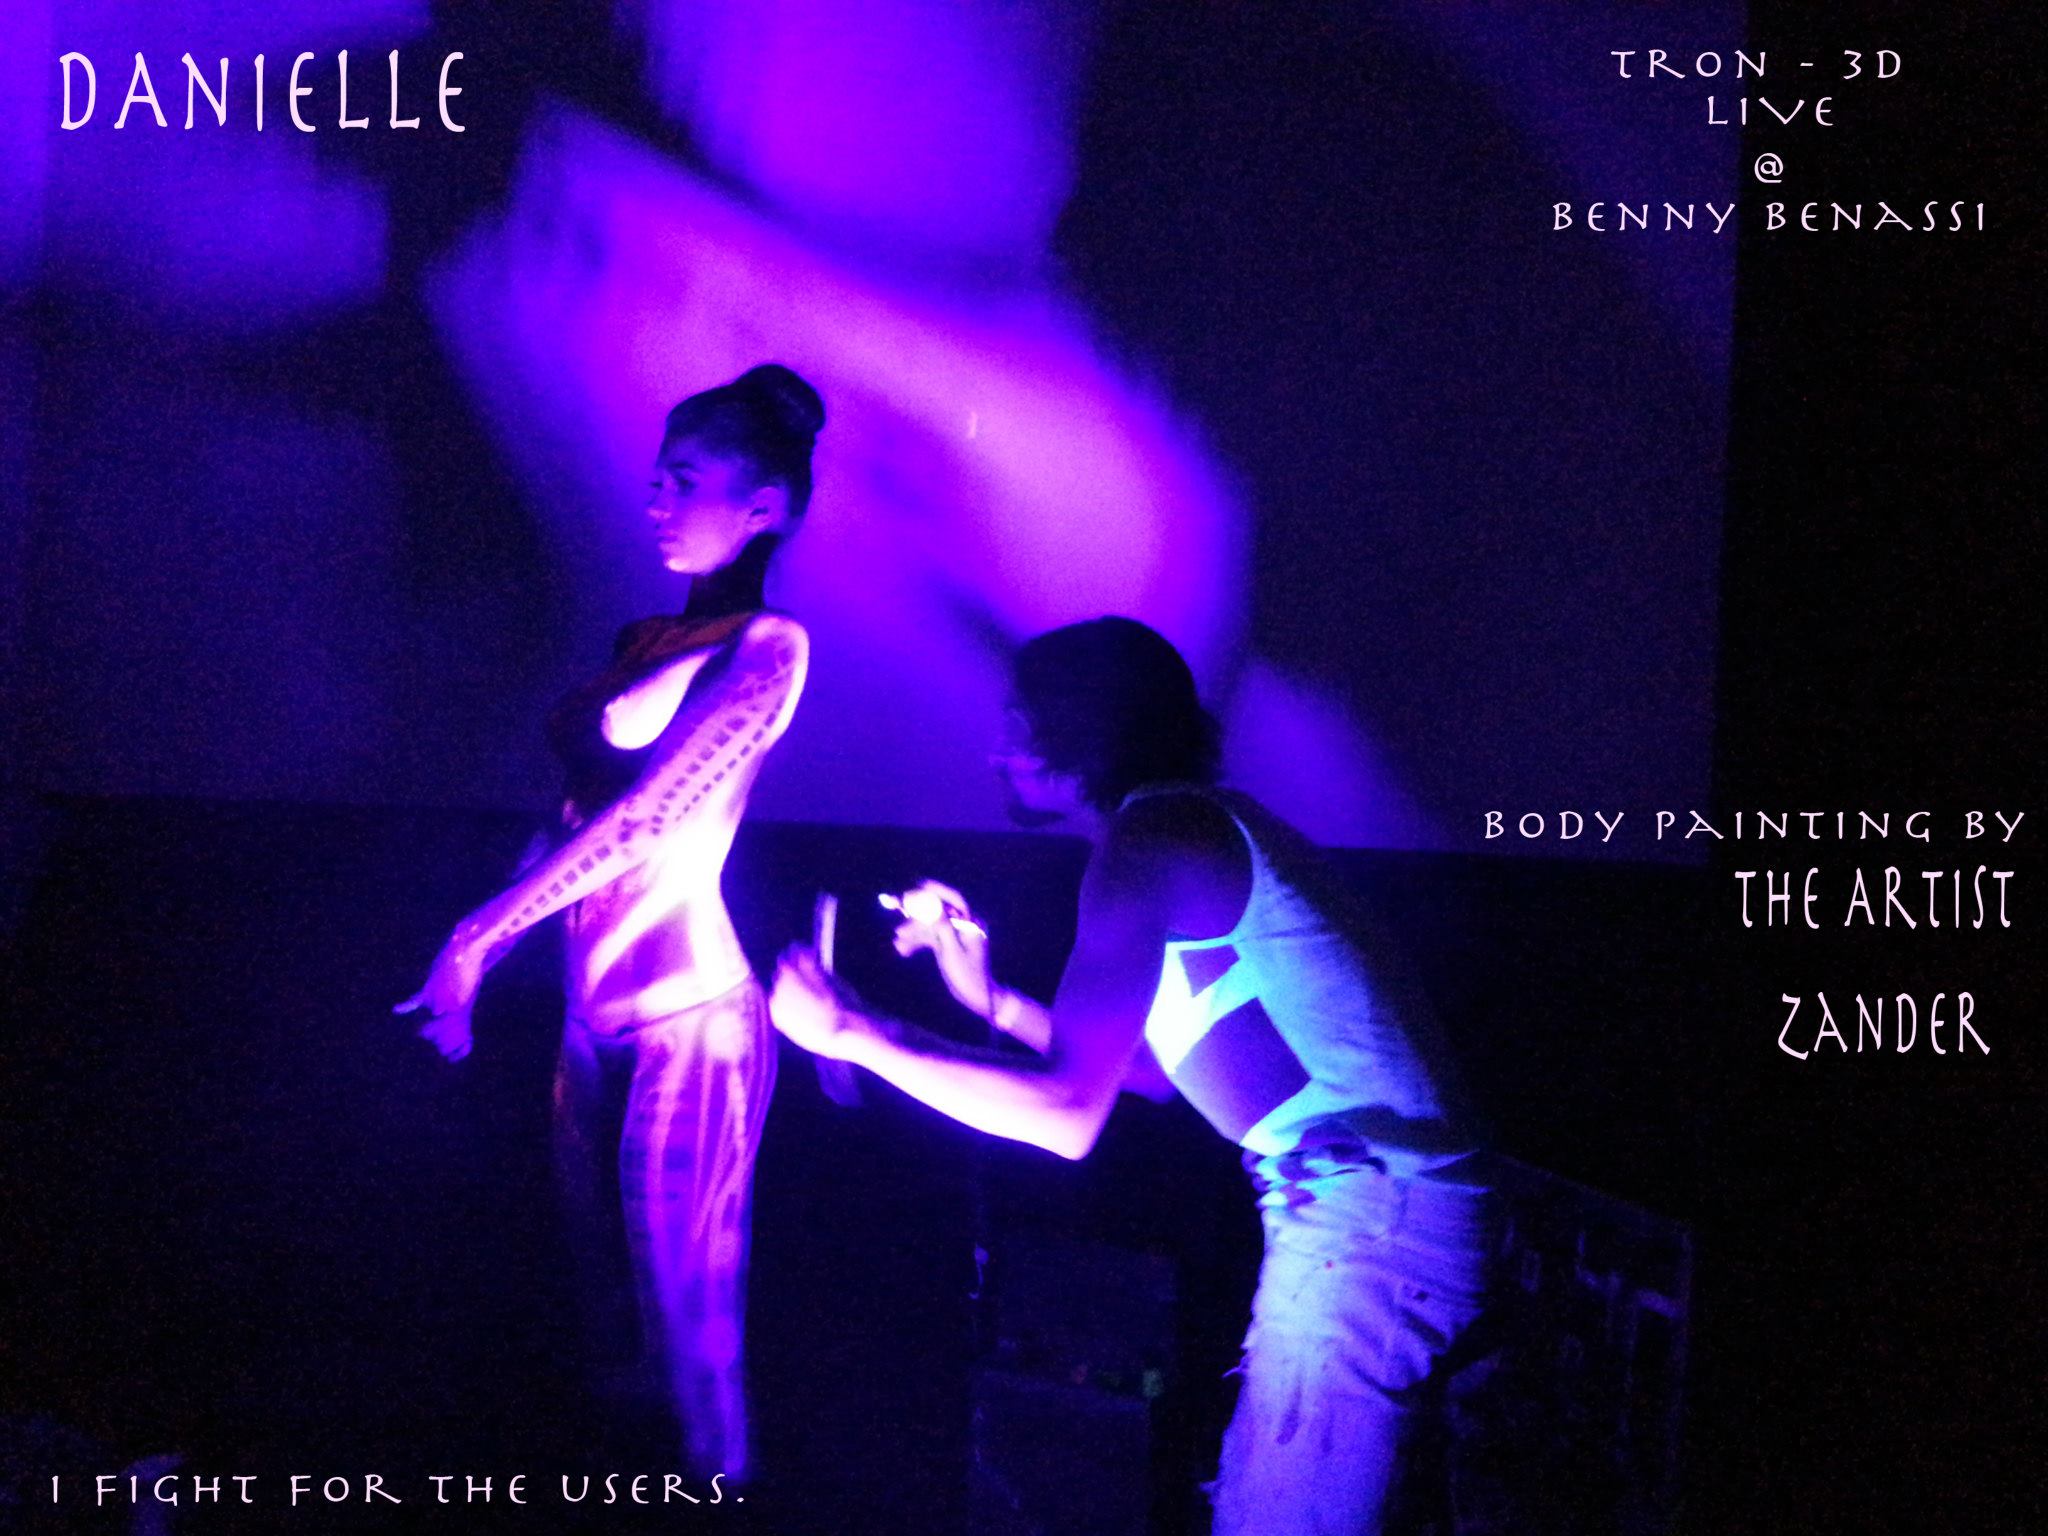 DANIELLE
TRON - 3D
LIVE
@
BENNY BENASSI
BODY PAINTING BY
THE ARTIST
ZANDER
I FIGHT FOR THE USERS.